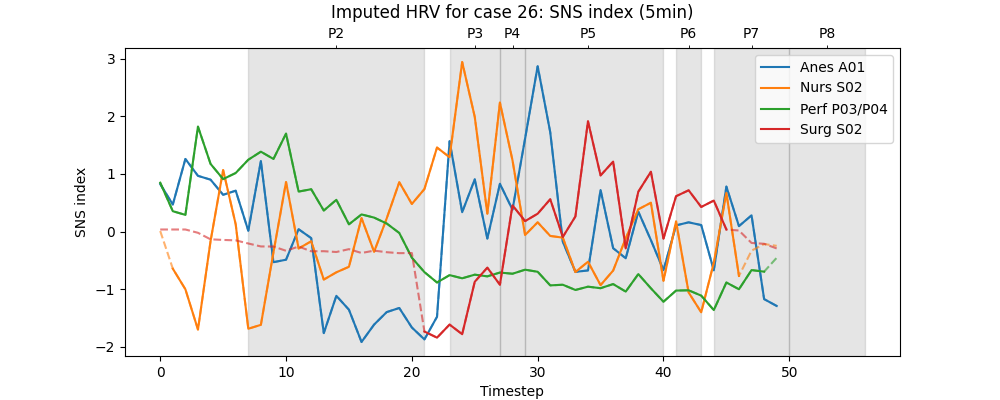 Imputed HRV for case 26: SNS index (5min)
P2 P3 P4 P5 P6 P7 P8
3
2
1
0
−1
−2
SNS index
Anes A01
Nurs S02
Perf P03/P04
Surg S02
0 10 20 30 40 50
Timestep